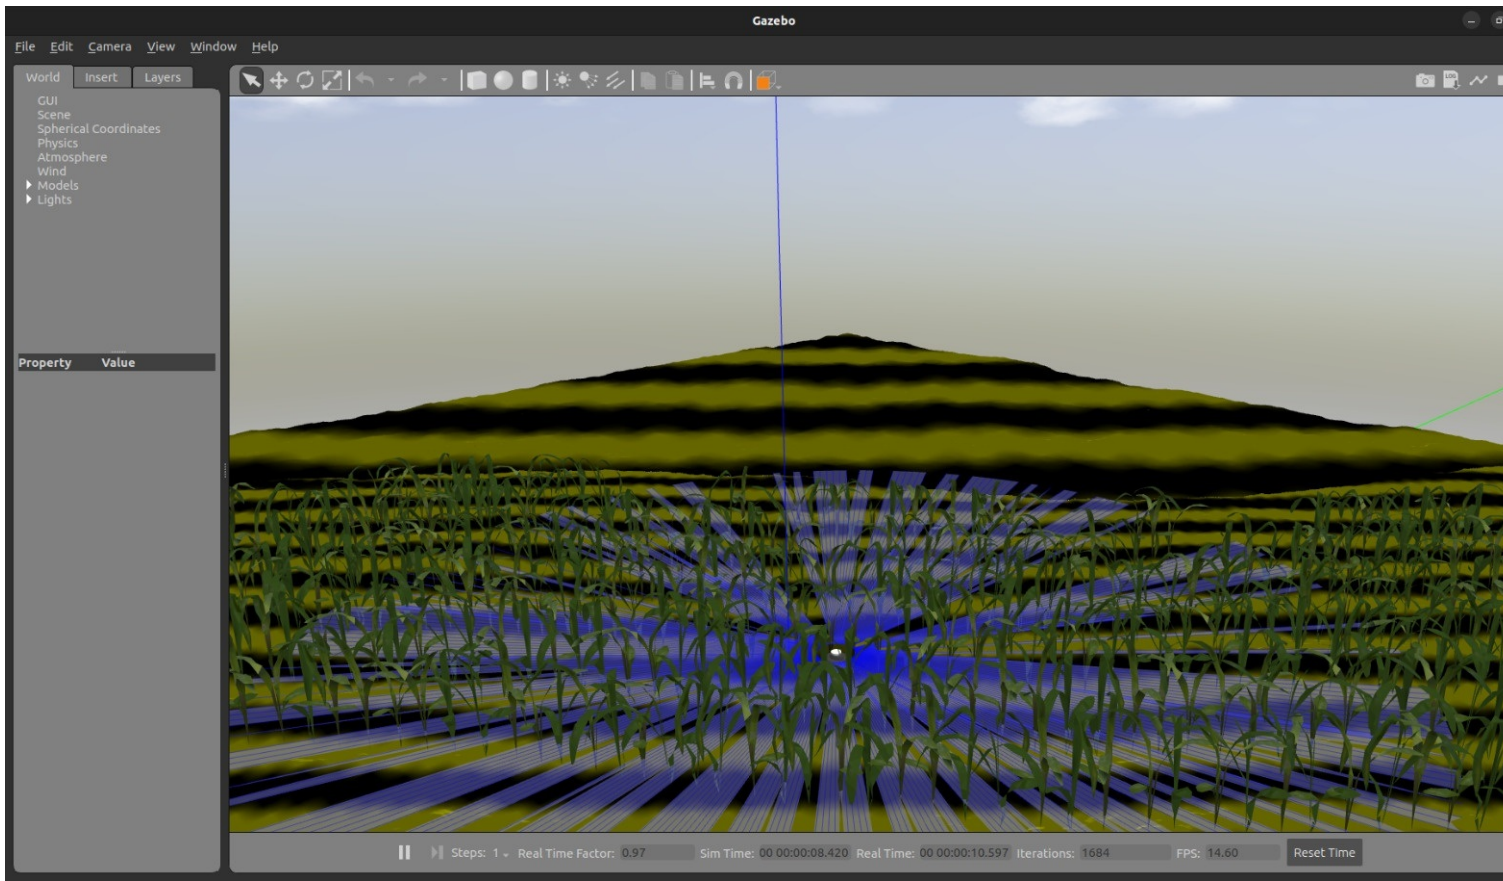 Gazebo
File Edit Camera View Window Help
World Insert Layers
GUI
Scene
Spherical Coordinates
Physics
Atmosphere
Wind
Models
Lights
Property Value
LOG
Steps: 1 Real Time Factor: 0.97 Sim Time: 00 00:00:08.420 Real Time: 00 00:00:10.597 Iterations: 1684 FPS: 14.60 Reset Time